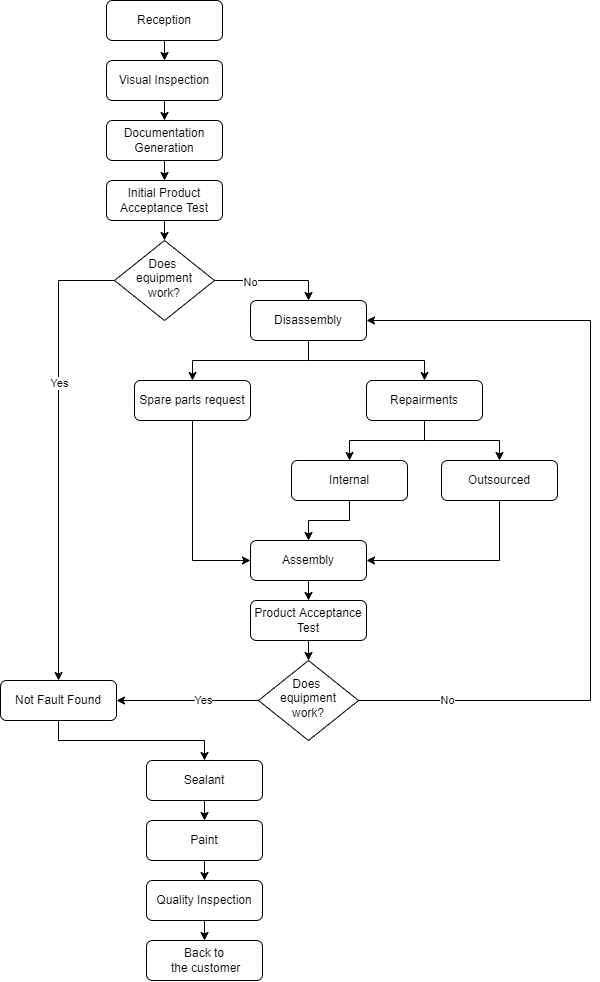 Reception
Visual Inspection
Documentation
Generation
Initial Product
Acceptance Test
Does
equipment
work?
No
Disassembly
Yes
Spare parts request
Repairments
Internal
Outsourced
Assembly
Product Acceptance
Test
Does
equipment
work?
Not Fault Found
Yes
No
Sealant
Paint
Quality Inspection
Back to
the customer